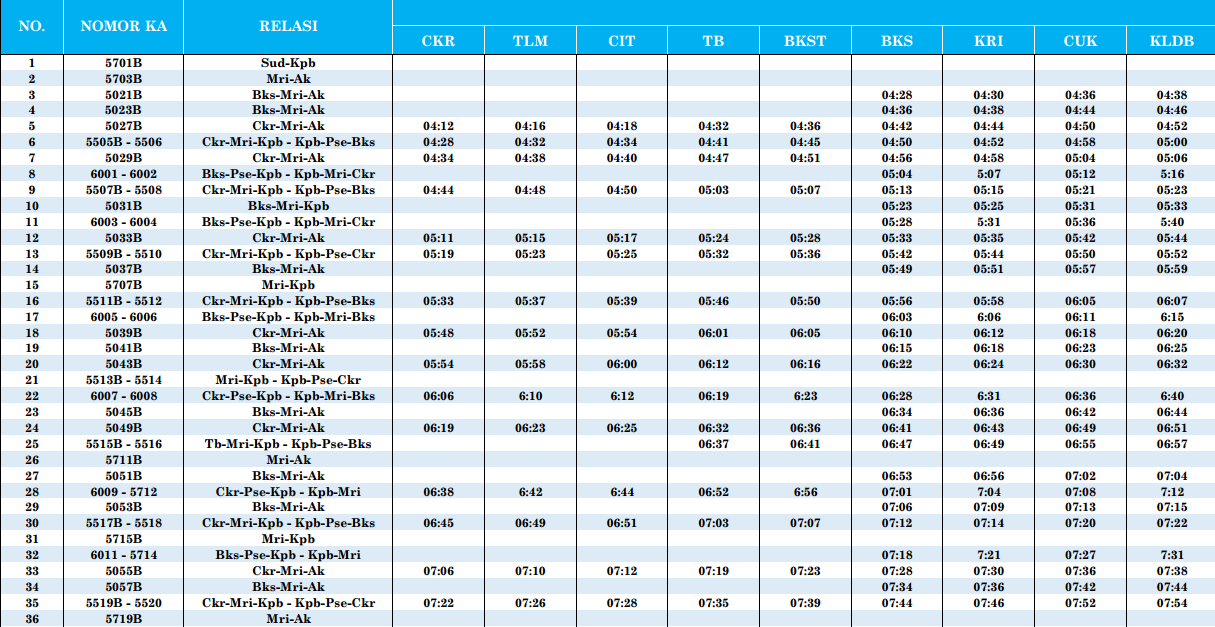 NO. NOMOR KA RELASI CKR TLM CIT TB BKST BKS KRI CUK KLDB
1 5701B Sud-Kpb
2 5703B Mri-Ak
3 5021B Bks-Mri-Ak 04:28 04:30 04:36 04:38
4 5023B Bks-Mri-Ak 04:36 04:38 04:44 04:46
5 5027B Ckr-Mri-Ak 04:12 04:16 04:18 04:32 04:36 04:42 04:44 04:50 04:52
6 5505B - 5506 Ckr-Mri-Kpb - Kpb-Pse-Bks 04:28 04:32 04:34 04:41 04:45 04:50 04:52 04:58 05:00
7 5029B Ckr-Mri-Ak 04:34 04:38 04:40 04:47 04:51 04:56 04:58 05:04 05:06
8 6001 - 6002 Bks-Pse-Kpb - Kpb-Mri-Ckr 05:04 5:07 05:12 5:16
9 5507B - 5508 Ckr-Mri-Kpb - Kpb-Pse-Bks 04:44 04:48 04:50 05:03 05:07 05:13 05:15 05:21 05:23
10 5031B Bks-Mri-Kpb 05:23 05:25 05:31 05:33
11 6003 - 6004 Bks-Pse-Kpb - Kpb-Mri-Ckr 05:28 5:31 05:36 5:40
12 5033B Ckr-Mri-Ak 05:11 05:15 05:17 05:24 05:28 05:33 05:35 05:42 05:44
13 5509B - 5510 Ckr-Mri-Kpb - Kpb-Pse-Ckr 05:19 05:23 05:25 05:32 05:36 05:42 05:44 05:50 05:52
14 5037B Bks-Mri-Ak 05:49 05:51 05:57 05:59
15 5707B Mri-Kpb
16 5511B - 5512 Ckr-Mri-Kpb - Kpb-Pse-Bks 05:33 05:37 05:39 05:46 05:50 05:56 05:58 06:05 06:07
17 6005 - 6006 Bks-Pse-Kpb - Kpb-Mri-Bks 06:03 6:06 06:11 6:15
18 5039B Ckr-Mri-Ak 05:48 05:52 05:54 06:01 06:05 06:10 06:12 06:18 06:20
19 5041B Bks-Mri-Ak 06:15 06:18 06:23 06:25
20 5043B Ckr-Mri-Ak 05:54 05:58 06:00 06:12 06:16 06:22 06:24 06:30 06:32
21 5513B - 5514 Mri-Kpb - Kpb-Pse-Ckr
22 6007 - 6008 Ckr-Pse-Kpb - Kpb-Mri-Bks 06:06 6:10 6:12 06:19 6:23 06:28 6:31 06:36 6:40
23 5045B Bks-Mri-Ak 06:34 06:36 06:42 06:44
24 5049B Ckr-Mri-Ak 06:19 06:23 06:25 06:32 06:36 06:41 06:43 06:49 06:51
25 5515B - 5516 Tb-Mri-Kpb - Kpb-Pse-Bks 06:37 06:41 06:47 06:49 06:55 06:57
26 5711B Mri-Ak
27 5051B Bks-Mri-Ak 06:53 06:56 07:02 07:04
28 6009 - 5712 Ckr-Pse-Kpb - Kpb-Mri 06:38 6:42 6:44 06:52 6:56 07:01 7:04 07:08 7:12
29 5053B Bks-Mri-Ak 07:06 07:09 07:13 07:15
30 5517B - 5518 Ckr-Mri-Kpb - Kpb-Pse-Bks 06:45 06:49 06:51 07:03 07:07 07:12 07:14 07:20 07:22
31 5715B Mri-Kpb
32 6011 - 5714 Bks-Pse-Kpb - Kpb-Mri 07:18 7:21 07:27 7:31
33 5055B Ckr-Mri-Ak 07:06 07:10 07:12 07:19 07:23 07:28 07:30 07:36 07:38
34 5057B Bks-Mri-Ak 07:34 07:36 07:42 07:44
35 5519B - 5520 Ckr-Mri-Kpb - Kpb-Pse-Ckr 07:22 07:26 07:28 07:35 07:39 07:44 07:46 07:52 07:54
36 5719B Mri-Ak